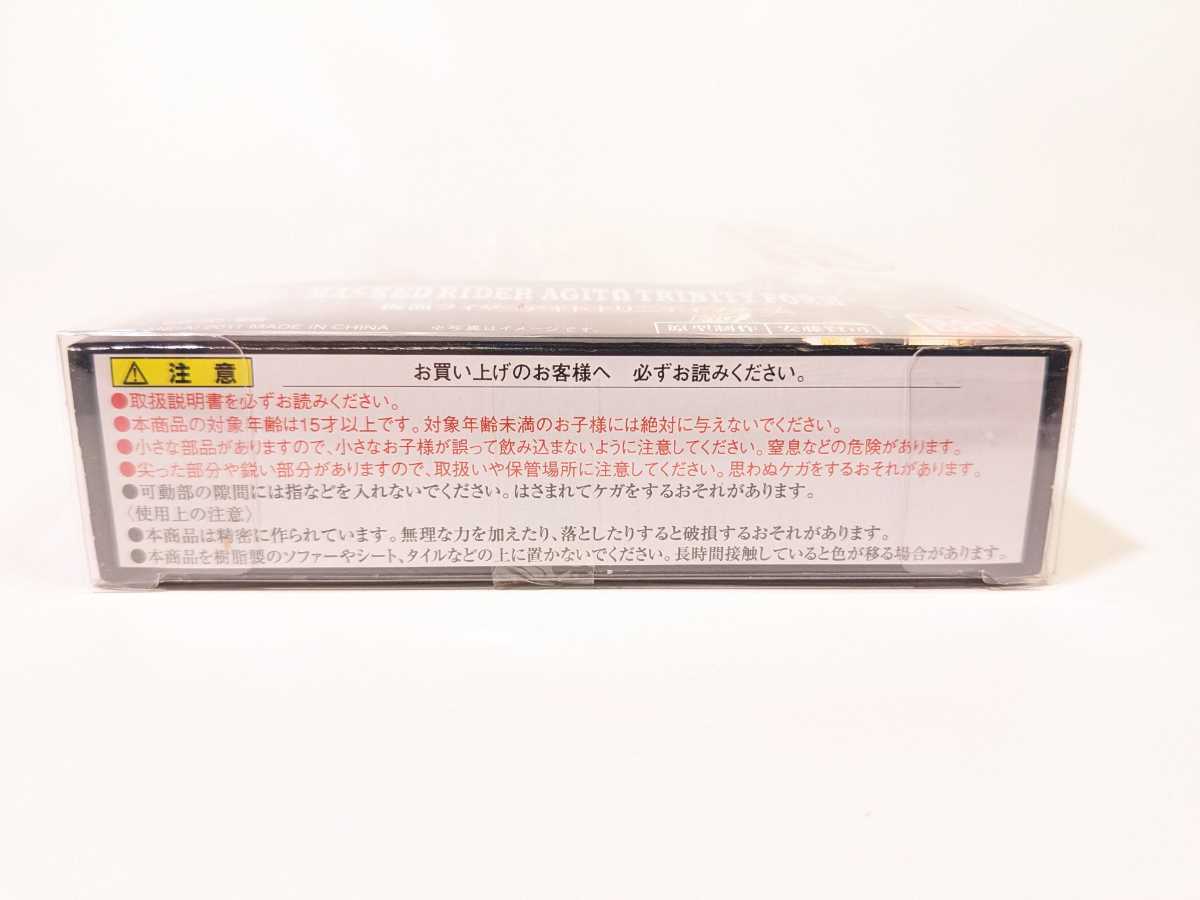 MASKED RIDER AGITO TRINITY FORM
2011 MADE IN CHINA ※写真はイメージです。 原型制作
注意 お買い上げのお客様へ 必ずお読みください。
●取扱説明書を必ずお読みください。
●本商品の対象年齢は15才以上です。対象年齢未満のお子様には絶対に与えないでください。
●小さな部品がありますので、小さなお子様が誤って飲み込まないように注意してください。窒息などの危険があります。
●尖った部分や鋭い部分がありますので、取扱いや保管場所に注意してください。思わぬケガをするおそれがあります。
●可動部の隙間には指などを入れないでください。はさまれてケガをするおそれがあります。
〈使用上の注意〉
●本商品は精密に作られています。無理な力を加えたり、落としたりすると破損するおそれがあります。
●本商品を樹脂製のソファーやシート、タイルなどの上に置かないでください。長時間接触していると色が移る場合があります。